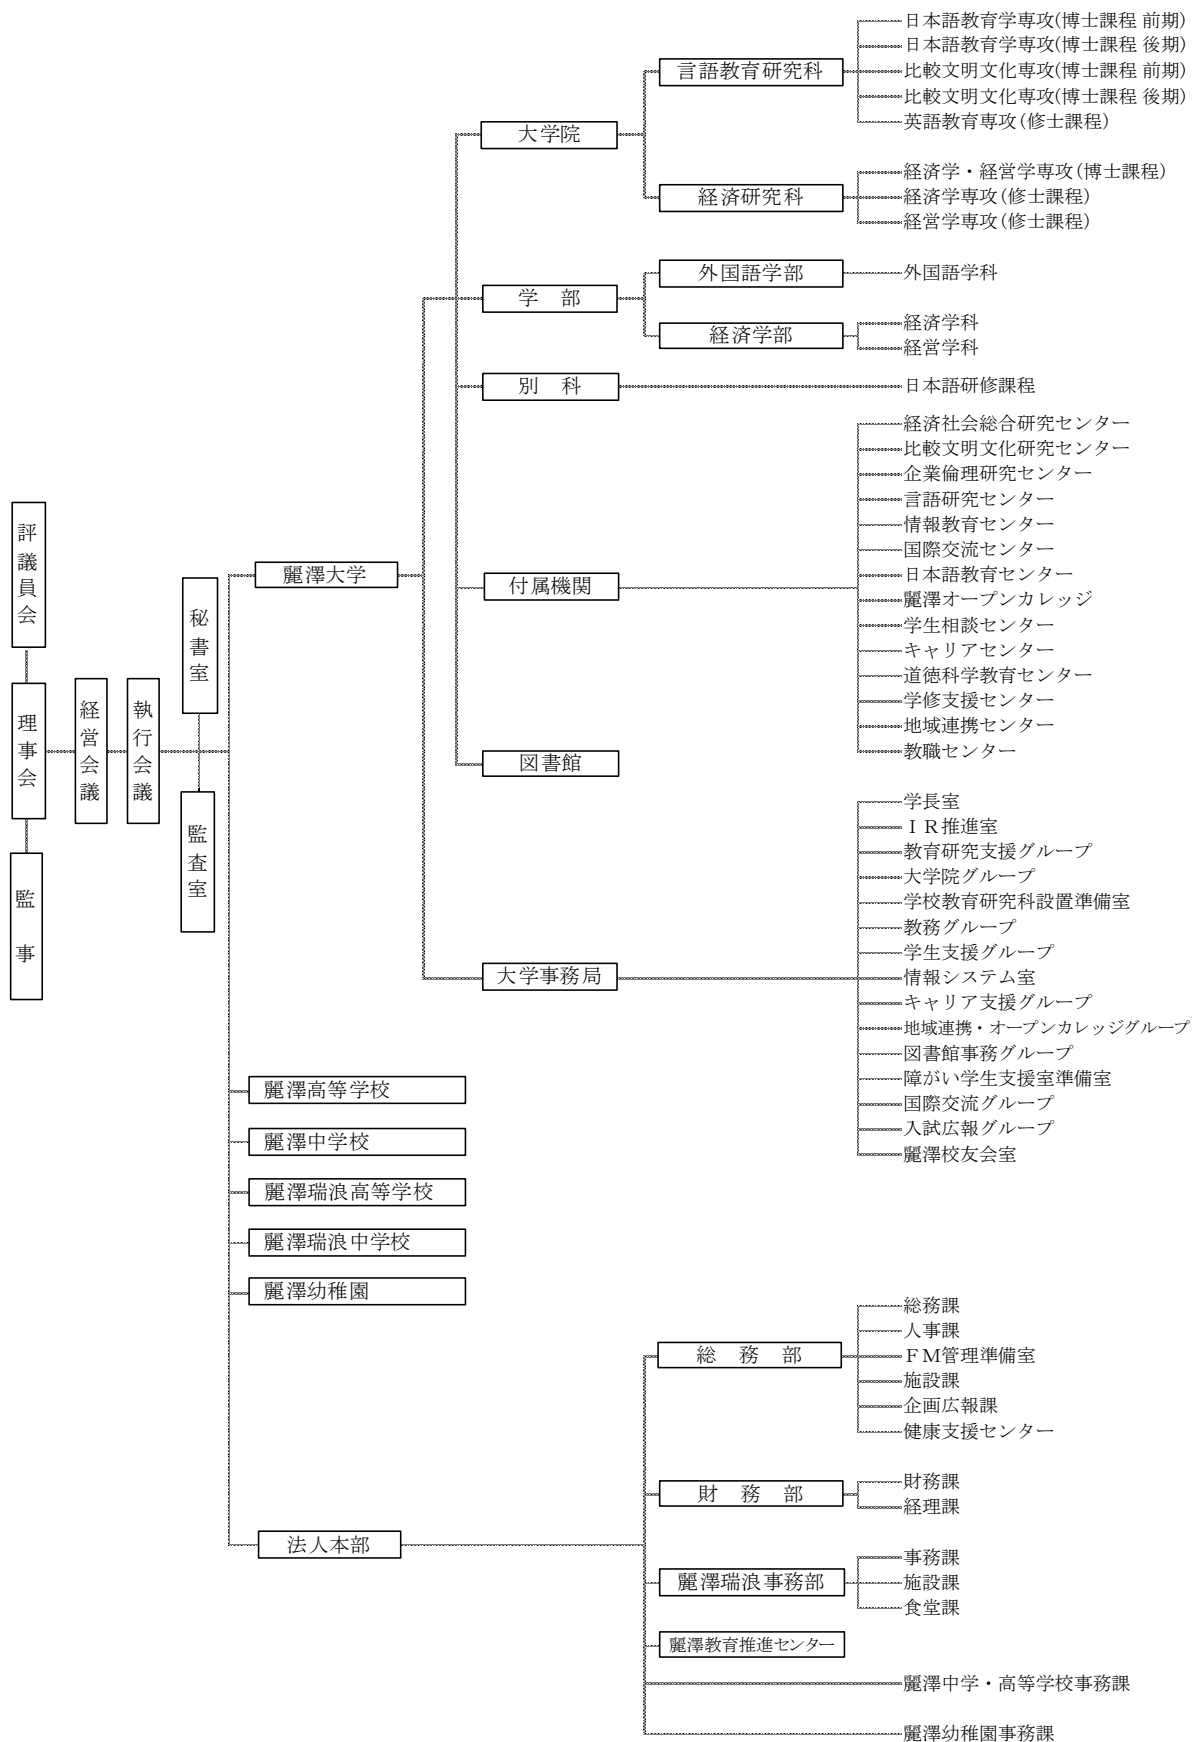 評議員会
理事会
監事
経営会議
執行会議
秘書室
監査室
麗澤大学
大学院
言語教育研究科
日本語教育学専攻(博士課程 前期)
日本語教育学専攻(博士課程 後期)
比較文明文化専攻(博士課程 前期)
比較文明文化専攻(博士課程 後期)
英語教育専攻(修士課程)
経済研究科
経済学・経営学専攻(博士課程)
経済学専攻(修士課程)
経営学専攻(修士課程)
学 部
外国語学部
外国語学科
経済学部
経済学科
経営学科
別 科
日本語研修課程
付属機関
経済社会総合研究センター
比較文明文化研究センター
企業倫理研究センター
言語研究センター
情報教育センター
国際交流センター
日本語教育センター
麗澤オープンカレッジ
学生相談センター
キャリアセンター
道徳科学教育センター
学修支援センター
地域連携センター
教職センター
図書館
大学事務局
学長室
ＩＲ推進室
教育研究支援グループ
大学院グループ
学校教育研究科設置準備室
教務グループ
学生支援グループ
情報システム室
キャリア支援グループ
地域連携・オープンカレッジグループ
図書館事務グループ
障がい学生支援室準備室
国際交流グループ
入試広報グループ
麗澤校友会室
麗澤高等学校
麗澤中学校
麗澤瑞浪高等学校
麗澤瑞浪中学校
麗澤幼稚園
法人本部
総 務 部
総務課
人事課
ＦＭ管理準備室
施設課
企画広報課
健康支援センター
財 務 部
財務課
経理課
麗澤瑞浪事務部
事務課
施設課
食堂課
麗澤教育推進センター
麗澤中学・高等学校事務課
麗澤幼稚園事務課